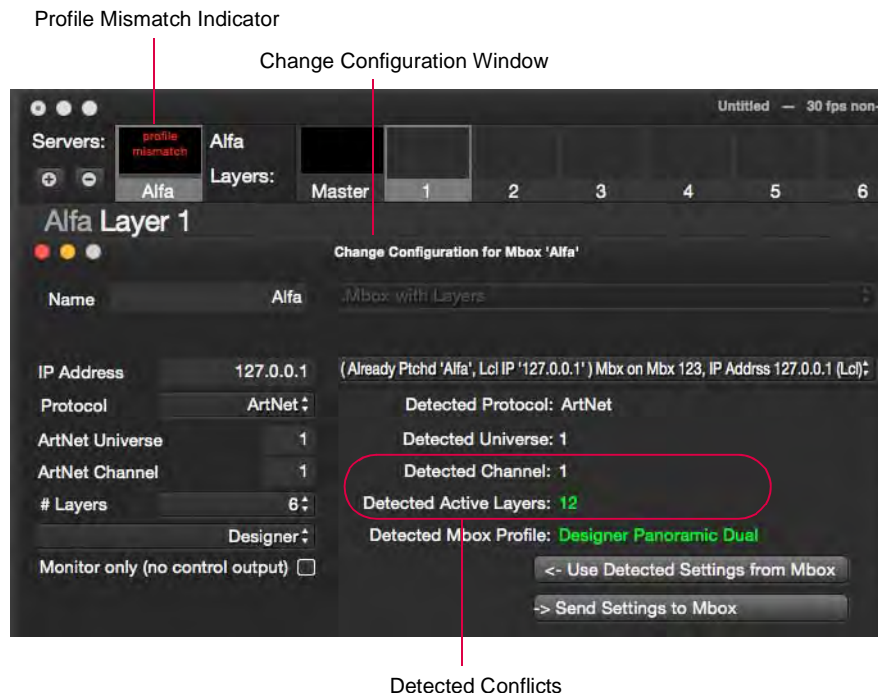 Profile Mismatch Indicator
Change Configuration Window
Untitled — 30 fps non-
Servers:
profile
mismatch
Alfa
Alfa
Layers:
Master
1
2
3
4
5
6
Alfa Layer 1
Change Configuration for Mbox 'Alfa'
Name
Alfa
Mbox with Layers
IP Address
127.0.0.1
(Already Ptchd 'Alfa', Lcl IP '127.0.0.1' ) Mbox on Mbx 123, IP Addrss 127.0.0.1 (Lcl)
Protocol
ArtNet
Detected Protocol: ArtNet
ArtNet Universe
1
Detected Universe: 1
ArtNet Channel
1
Detected Channel: 1
# Layers
6
Detected Active Layers: 12
Designer
Detected Mbox Profile: Designer Panoramic Dual
Monitor only (no control output)
<- Use Detected Settings from Mbox
-> Send Settings to Mbox
Detected Conflicts